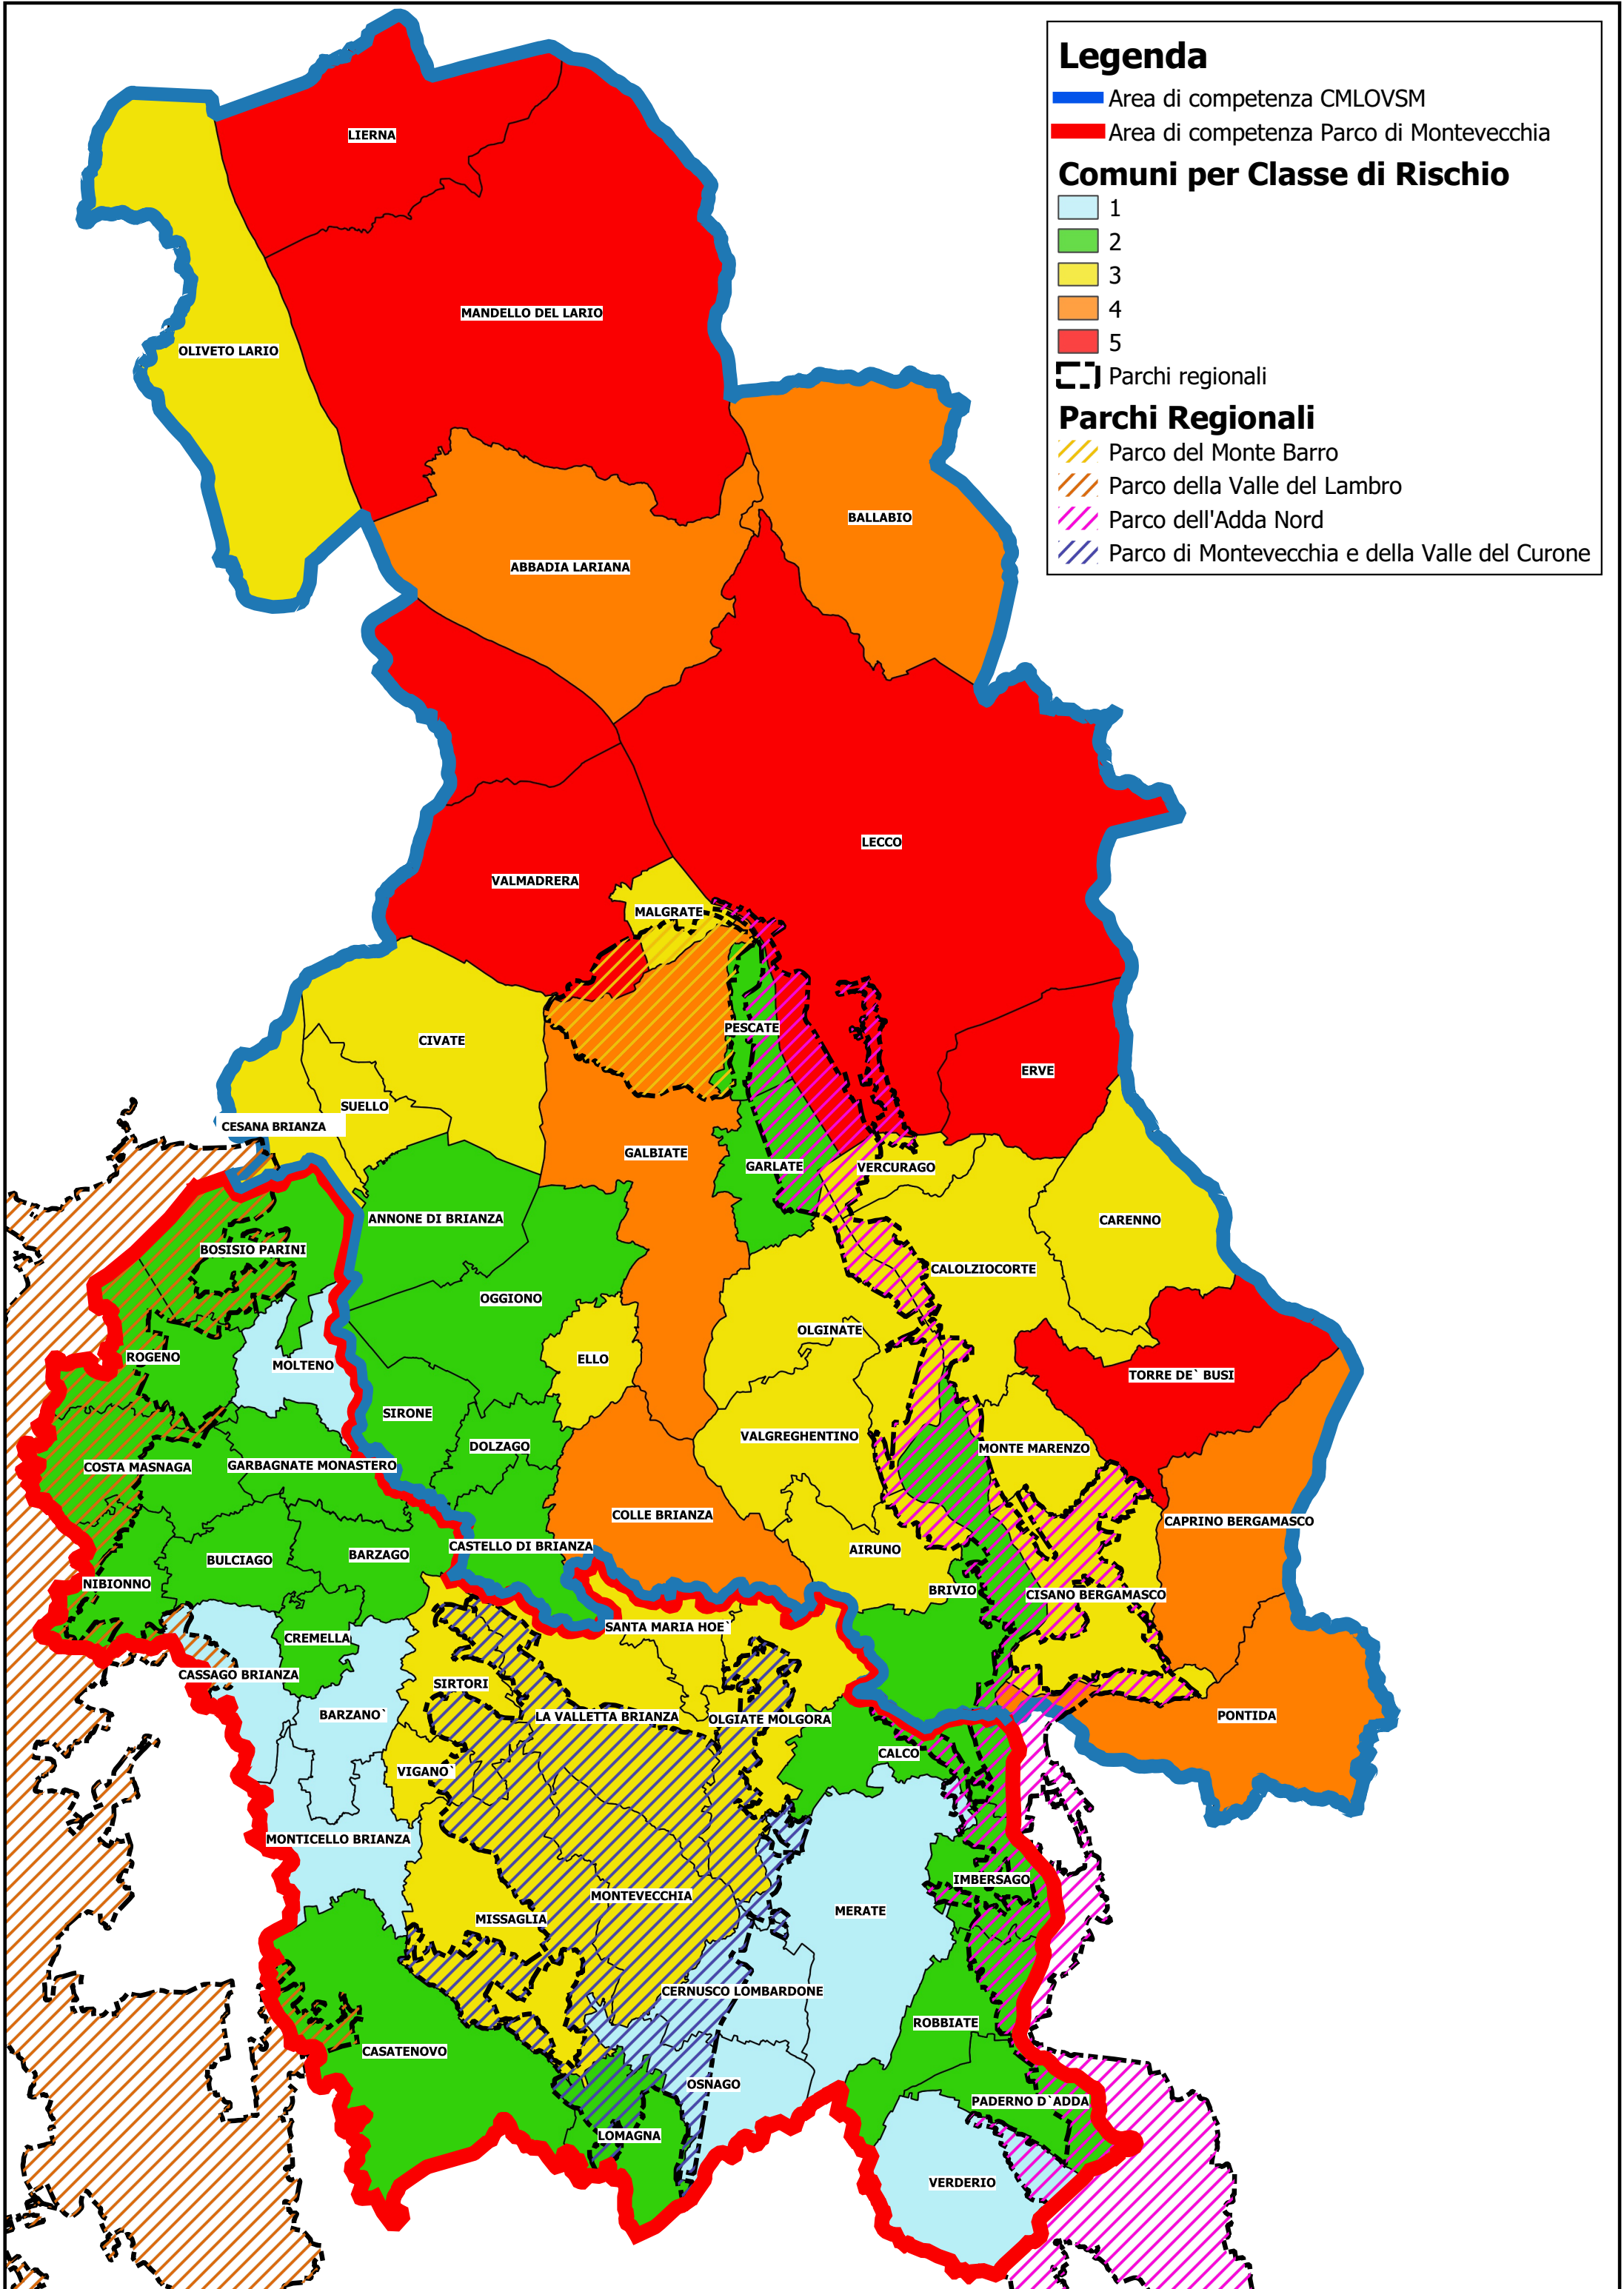 Legenda
Area di competenza CMLOVSM
Area di competenza Parco di Montevecchia
Comuni per Classe di Rischio
1
2
3
4
5
Parchi regionali
Parchi Regionali
Parco del Monte Barro
Parco della Valle del Lambro
Parco dell'Adda Nord
Parco di Montevecchia e della Valle del Curone
LIERNA
MANDELLO DEL LARIO
OLIVETO LARIO
BALLABIO
ABBADIA LARIANA
LECCO
VALMADRERA
MALGRATE
PESCATE
CIVATE
ERVE
SUELLO
CESANA BRIANZA
GALBIATE
GARLATE
VERCURAGO
ANNONE DI BRIANZA
CARENNO
BOSISIO PARINI
CALOLZIOCORTE
OGGIONO
OLGINATE
ROGENO
ELLO
MOLTENO
TORRE DE` BUSI
SIRONE
DOLZAGO
VALGREGHENTINO
MONTE MARENZO
COSTA MASNAGA
GARBAGNATE MONASTERO
COLLE BRIANZA
CAPRINO BERGAMASCO
CASTELLO DI BRIANZA
AIRUNO
BARZAGO
BULCIAGO
NIBIONNO
BRIVIO
CISANO BERGAMASCO
SANTA MARIA HOE`
CREMELLA
CASSAGO BRIANZA
SIRTORI
BARZANO`
LA VALLETTA BRIANZA
OLGIATE MOLGORA
PONTIDA
CALCO
VIGANO`
MONTICELLO BRIANZA
IMBERSAGO
MONTEVECCHIA
MERATE
MISSAGLIA
CERNUSCO LOMBARDONE
ROBBIATE
CASATENOVO
OSNAGO
PADERNO D`ADDA
LOMAGNA
VERDERIO